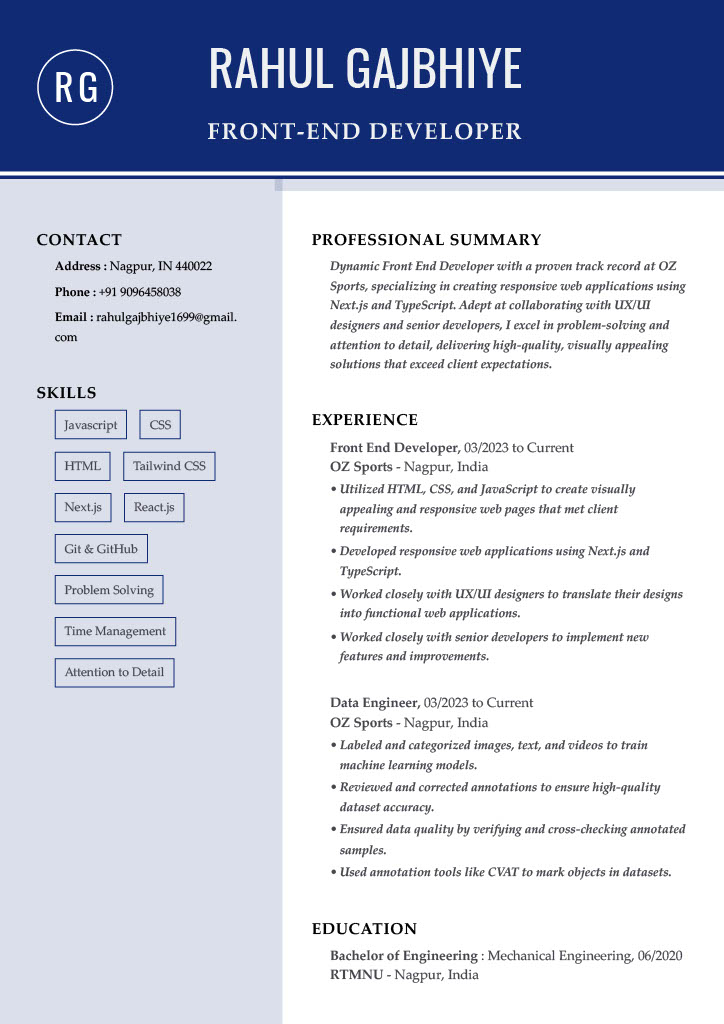 RG
RAHUL GAJBHIYE
FRONT-END DEVELOPER
CONTACT
Address : Nagpur, IN 440022
Phone : +91 9096458038
Email : rahulgajbhiye1699@gmail.
com
SKILLS
Javascript CSS
HTML Tailwind CSS
Next.js React.js
Git & GitHub
Problem Solving
Time Management
Attention to Detail
PROFESSIONAL SUMMARY
Dynamic Front End Developer with a proven track record at OZ
Sports, specializing in creating responsive web applications using
Next.js and TypeScript. Adept at collaborating with UX/UI
designers and senior developers, I excel in problem-solving and
attention to detail, delivering high-quality, visually appealing
solutions that exceed client expectations.
EXPERIENCE
Front End Developer, 03/2023 to Current
OZ Sports - Nagpur, India
• Utilized HTML, CSS, and JavaScript to create visually
appealing and responsive web pages that met client
requirements.
• Developed responsive web applications using Next.js and
TypeScript.
• Worked closely with UX/UI designers to translate their designs
into functional web applications.
• Worked closely with senior developers to implement new
features and improvements.
Data Engineer, 03/2023 to Current
OZ Sports - Nagpur, India
• Labeled and categorized images, text, and videos to train
machine learning models.
• Reviewed and corrected annotations to ensure high-quality
dataset accuracy.
• Ensured data quality by verifying and cross-checking annotated
samples.
• Used annotation tools like CVAT to mark objects in datasets.
EDUCATION
Bachelor of Engineering : Mechanical Engineering, 06/2020
RTMNU - Nagpur, India